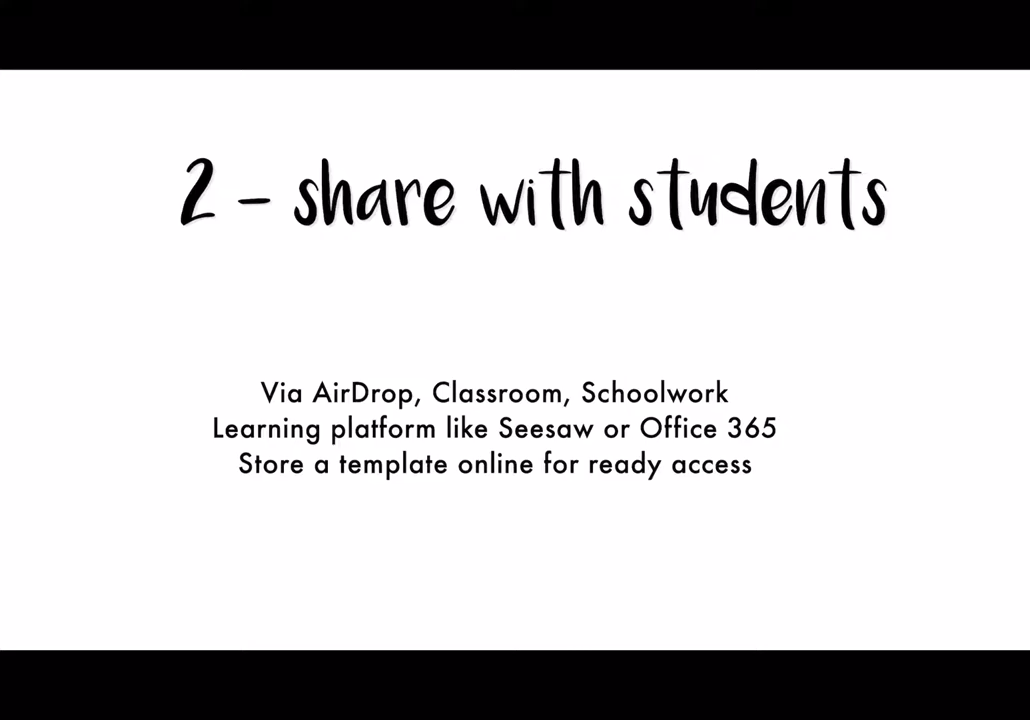 2 - share with students
Via AirDrop, Classroom, Schoolwork
Learning platform like Seesaw or Office 365
Store a template online for ready access